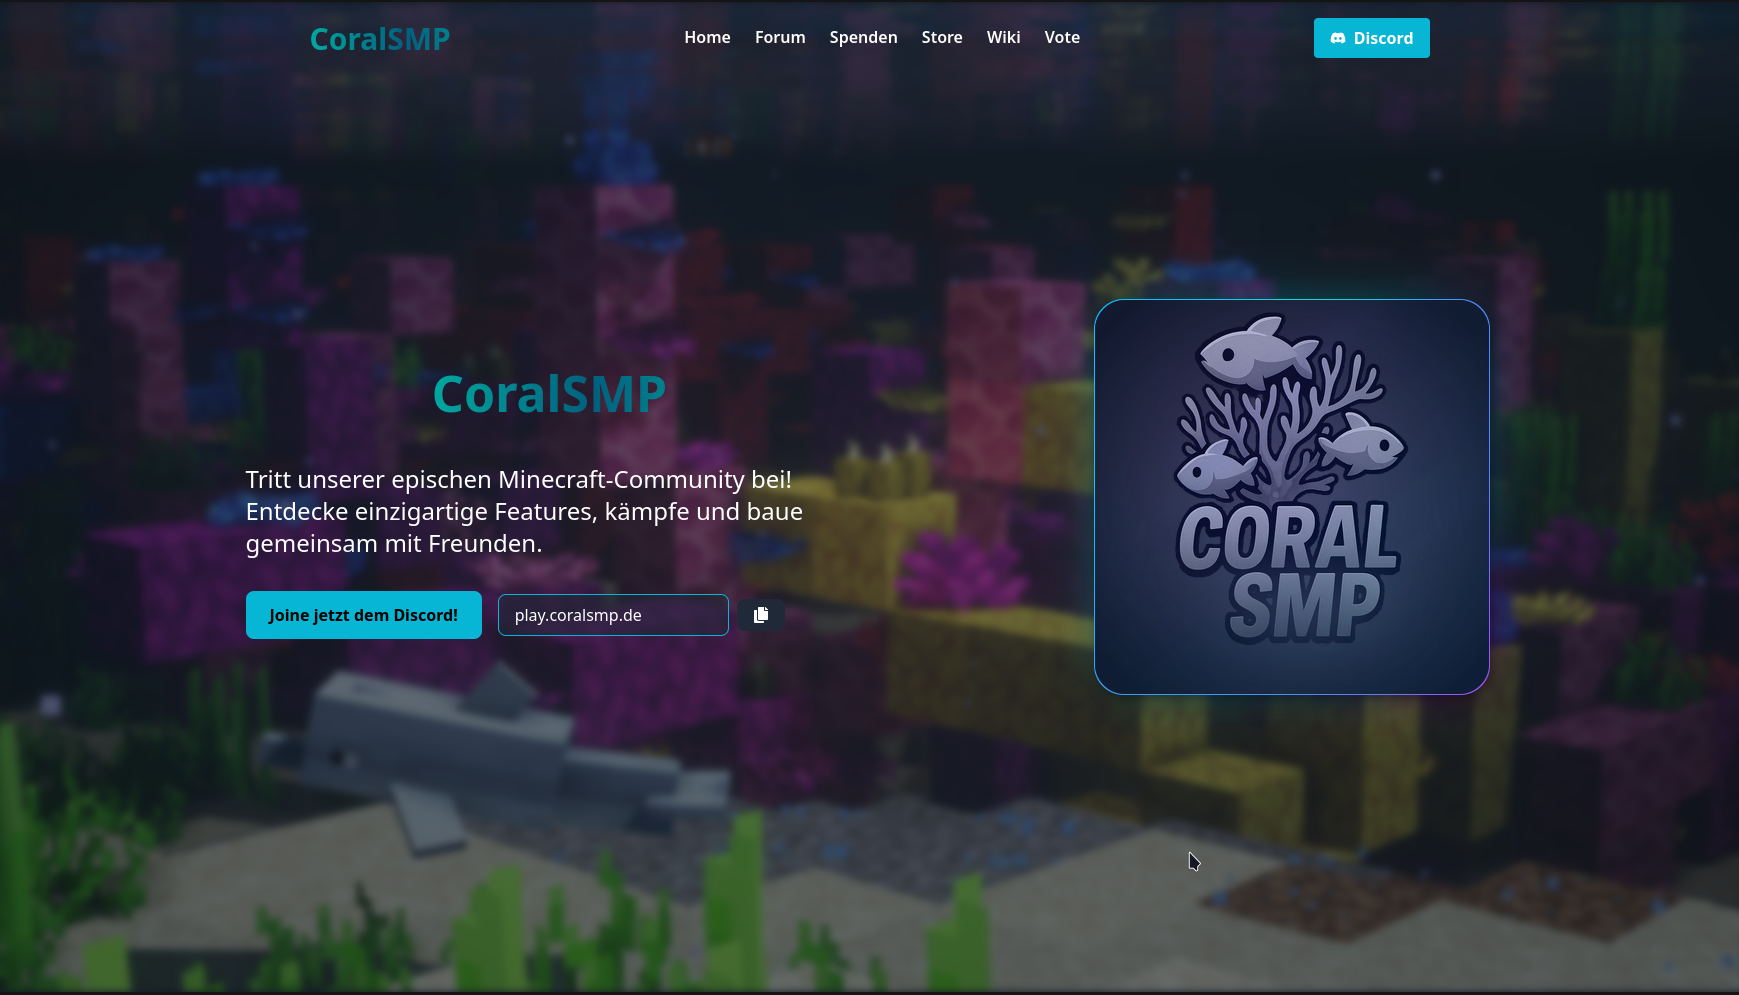 CoralSMP
Home Forum Spenden Store Wiki Vote
Discord
CoralSMP
Tritt unserer epischen Minecraft-Community bei!
Entdecke einzigartige Features, kämpfe und baue
gemeinsam mit Freunden.
Joine jetzt dem Discord!
play.coralsmp.de
CORAL
SMP